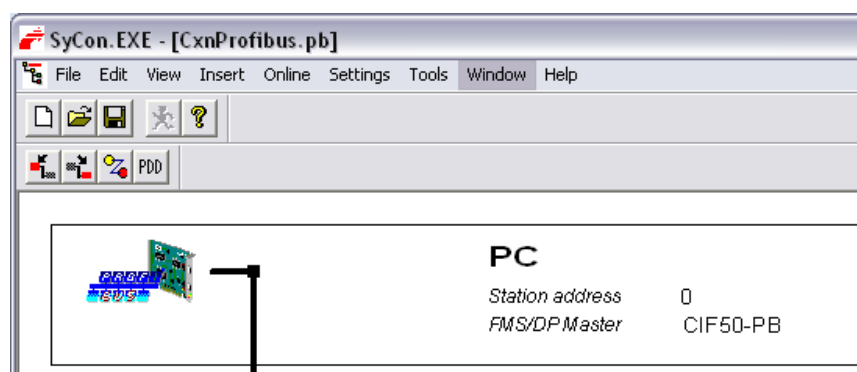 SyCon.EXE - [CxnProfibus.pb]
File Edit View Insert Online Settings Tools Window Help
PDD
PC
Station address 0
FMS/DP Master CIF50-PB